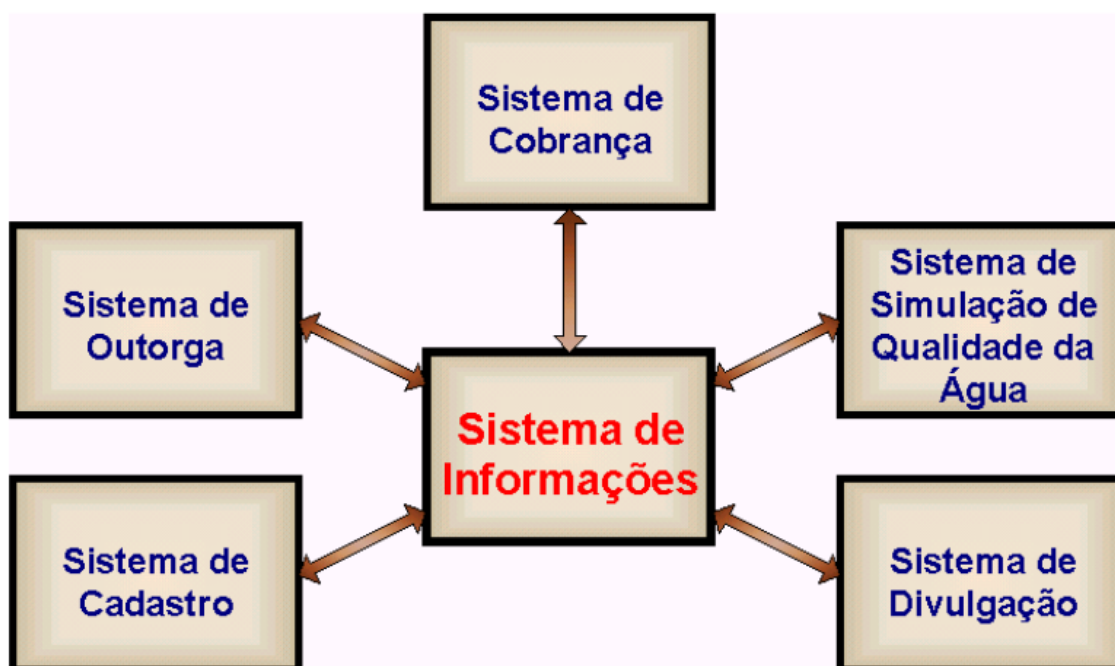 Sistema de
Cobrança
Sistema de
Outorga
Sistema de
Simulação de
Qualidade da
Água
Sistema de
Informações
Sistema de
Cadastro
Sistema de
Divulgação